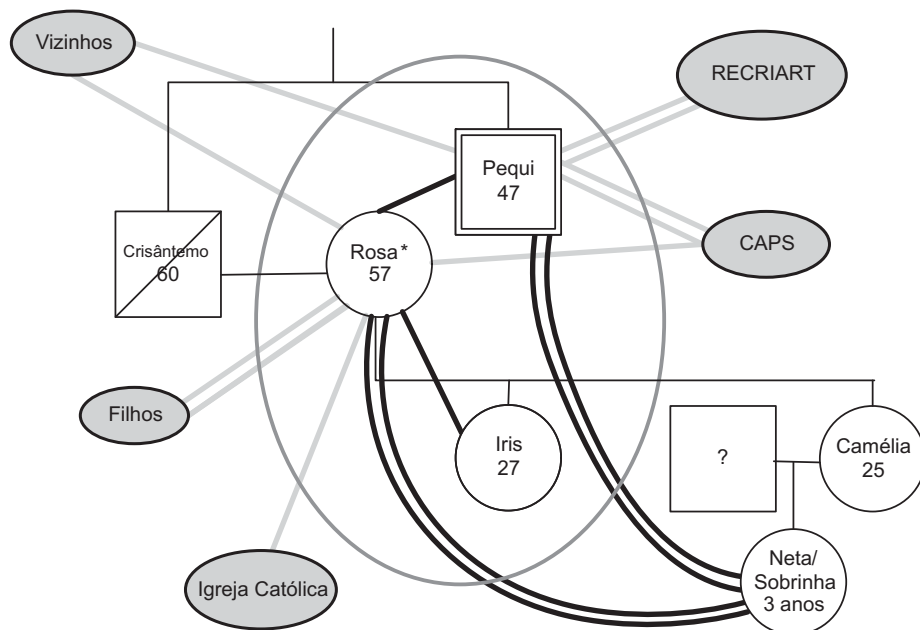 Vizinhos
RECRIART
Pequi
47
Crisântemo
60
Rosa*
57
CAPS
Filhos
Iris
27
?
Camélia
25
Igreja Católica
Neta/
Sobrinha
3 anos